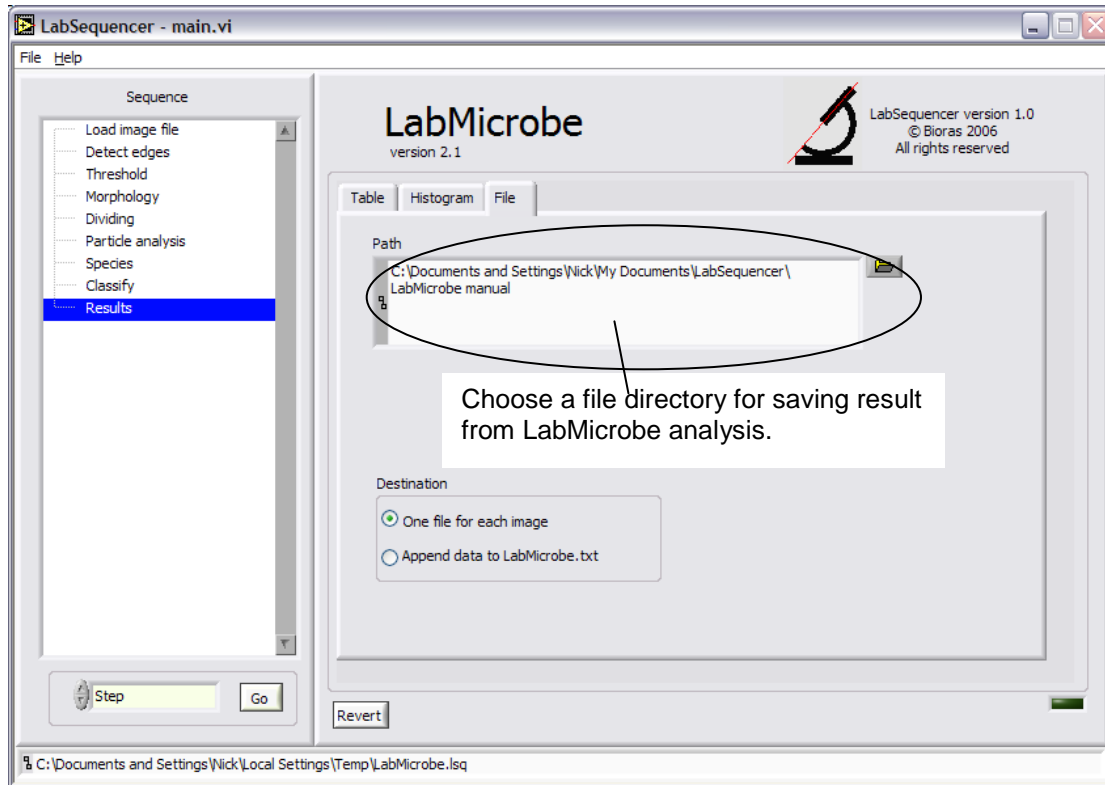 LabSequencer - main.vi
File Help
Sequence
Load image file
Detect edges
Threshold
Morphology
Dividing
Particle analysis
Species
Classify
Results
Step
Go
LabMicrobe
version 2.1
LabSequencer version 1.0
© Bioras 2006
All rights reserved
Table Histogram File
Path
C:\Documents and Settings\Nick\My Documents\LabSequencer\
LabMicrobe manual
Choose a file directory for saving result
from LabMicrobe analysis.
Destination
One file for each image
Append data to LabMicrobe.txt
Revert
C:\Documents and Settings\Nick\Local Settings\Temp\LabMicrobe.lsq